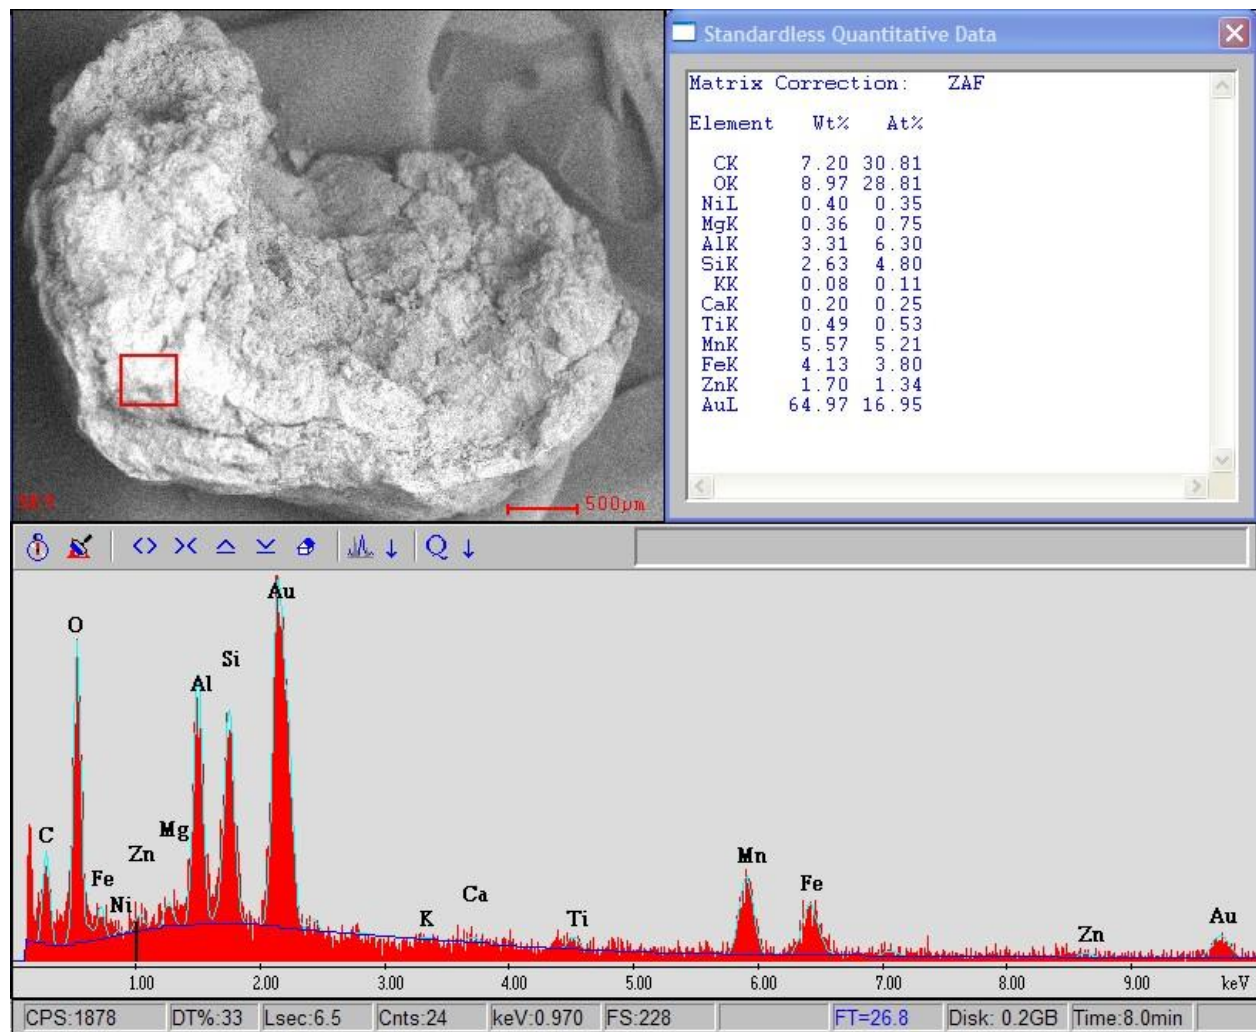 Standardless Quantitative Data
Matrix Correction: ZAF
Element Wt% At%
CK 7.20 30.81
OK 8.97 28.81
NiL 0.40 0.35
MgK 0.36 0.75
AlK 3.31 6.30
SiK 2.63 4.80
KK 0.08 0.11
CaK 0.20 0.25
TiK 0.49 0.53
MnK 5.57 5.21
FeK 4.13 3.80
ZnK 1.70 1.34
AuL 64.97 16.95
500µm
Q
C
O
Fe
Ni
Zn
Mg
Al
Si
Au
K
Ca
Ti
Mn
Fe
Zn
Au
1.00 2.00 3.00 4.00 5.00 6.00 7.00 8.00 9.00 keV
CPS:1878 DT%:33 Lsec:6.5 Cnts:24 keV:0.970 FS:228 FT=26.8 Disk: 0.2GB Time:8.0min